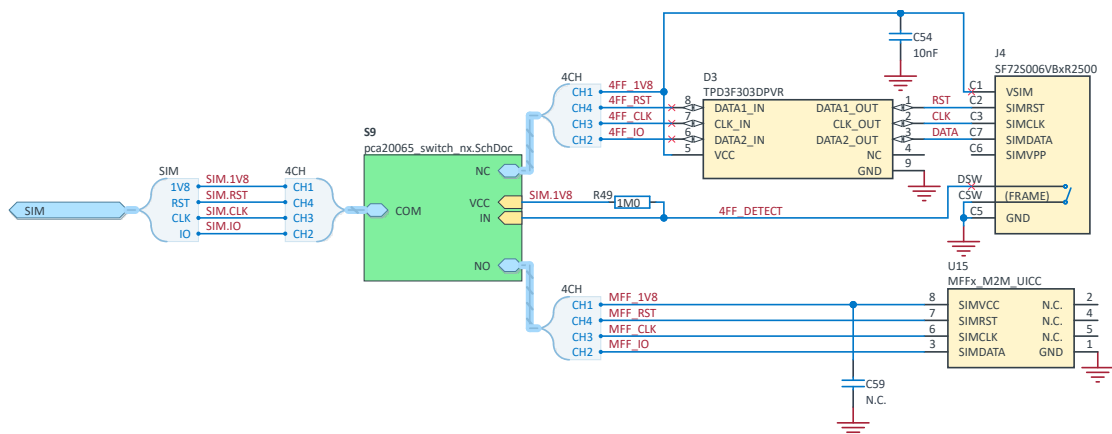 C54
10nF
J4
SF72S006VBxR2500
D3
TPD3F303DPVR
4CH
CH1
CH4
CH3
CH2
4FF_1V8
4FF_RST
4FF_CLK
4FF_IO
8
7
6
5
DATA1_IN
CLK_IN
DATA2_IN
VCC
DATA1_OUT
CLK_OUT
DATA2_OUT
NC
GND
1
2
3
4
9
RST
CLK
DATA
C1
C2
C3
C7
C6
DSW
CSW
C5
VSIM
SIMRST
SIMCLK
SIMDATA
SIMVPP
(FRAME)
GND
S9
pca20065_switch_nx.SchDoc
NC
VCC
IN
COM
NO
SIM.1V8
R49
1M0
4FF_DETECT
SIM
SIM
1V8
RST
CLK
IO
SIM.1V8
SIM.RST
SIM.CLK
SIM.IO
4CH
CH1
CH4
CH3
CH2
4CH
CH1
CH4
CH3
CH2
MFF_1V8
MFF_RST
MFF_CLK
MFF_IO
C59
N.C.
U15
MFFx_M2M_UICC
8
7
6
3
SIMVCC
SIMRST
SIMCLK
SIMDATA
N.C.
N.C.
N.C.
GND
2
4
5
1